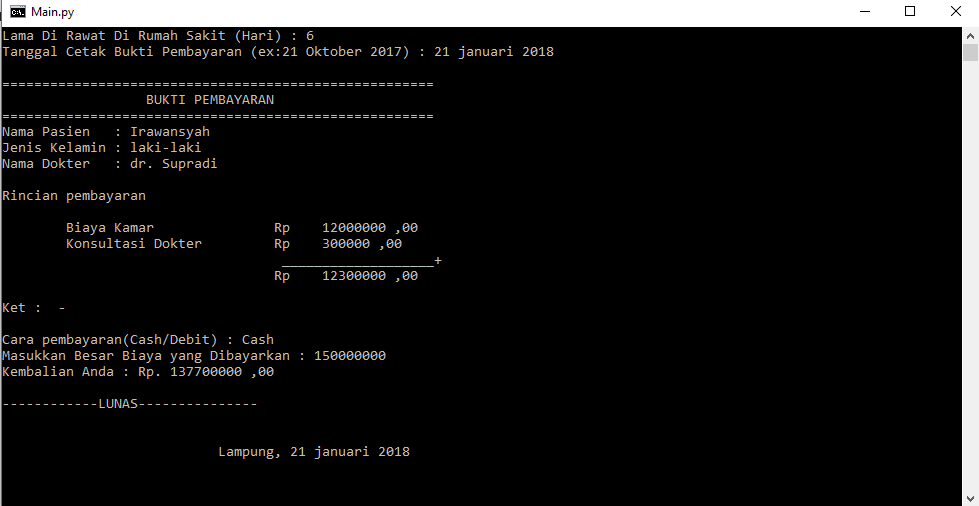 Main.py
Lama Di Rawat Di Rumah Sakit (Hari) : 6
Tanggal Cetak Bukti Pembayaran (ex:21 Oktober 2017) : 21 januari 2018
======================================================
BUKTI PEMBAYARAN
======================================================
Nama Pasien   : Irawansyah
Jenis Kelamin : laki-laki
Nama Dokter   : dr. Supradi
Rincian pembayaran
Biaya Kamar               Rp    12000000 ,00
Konsultasi Dokter         Rp    300000 ,00
___________________+
Rp    12300000 ,00
Ket :  -
Cara pembayaran(Cash/Debit) : Cash
Masukkan Besar Biaya yang Dibayarkan : 150000000
Kembalian Anda : Rp. 137700000 ,00
------------LUNAS---------------
Lampung, 21 januari 2018